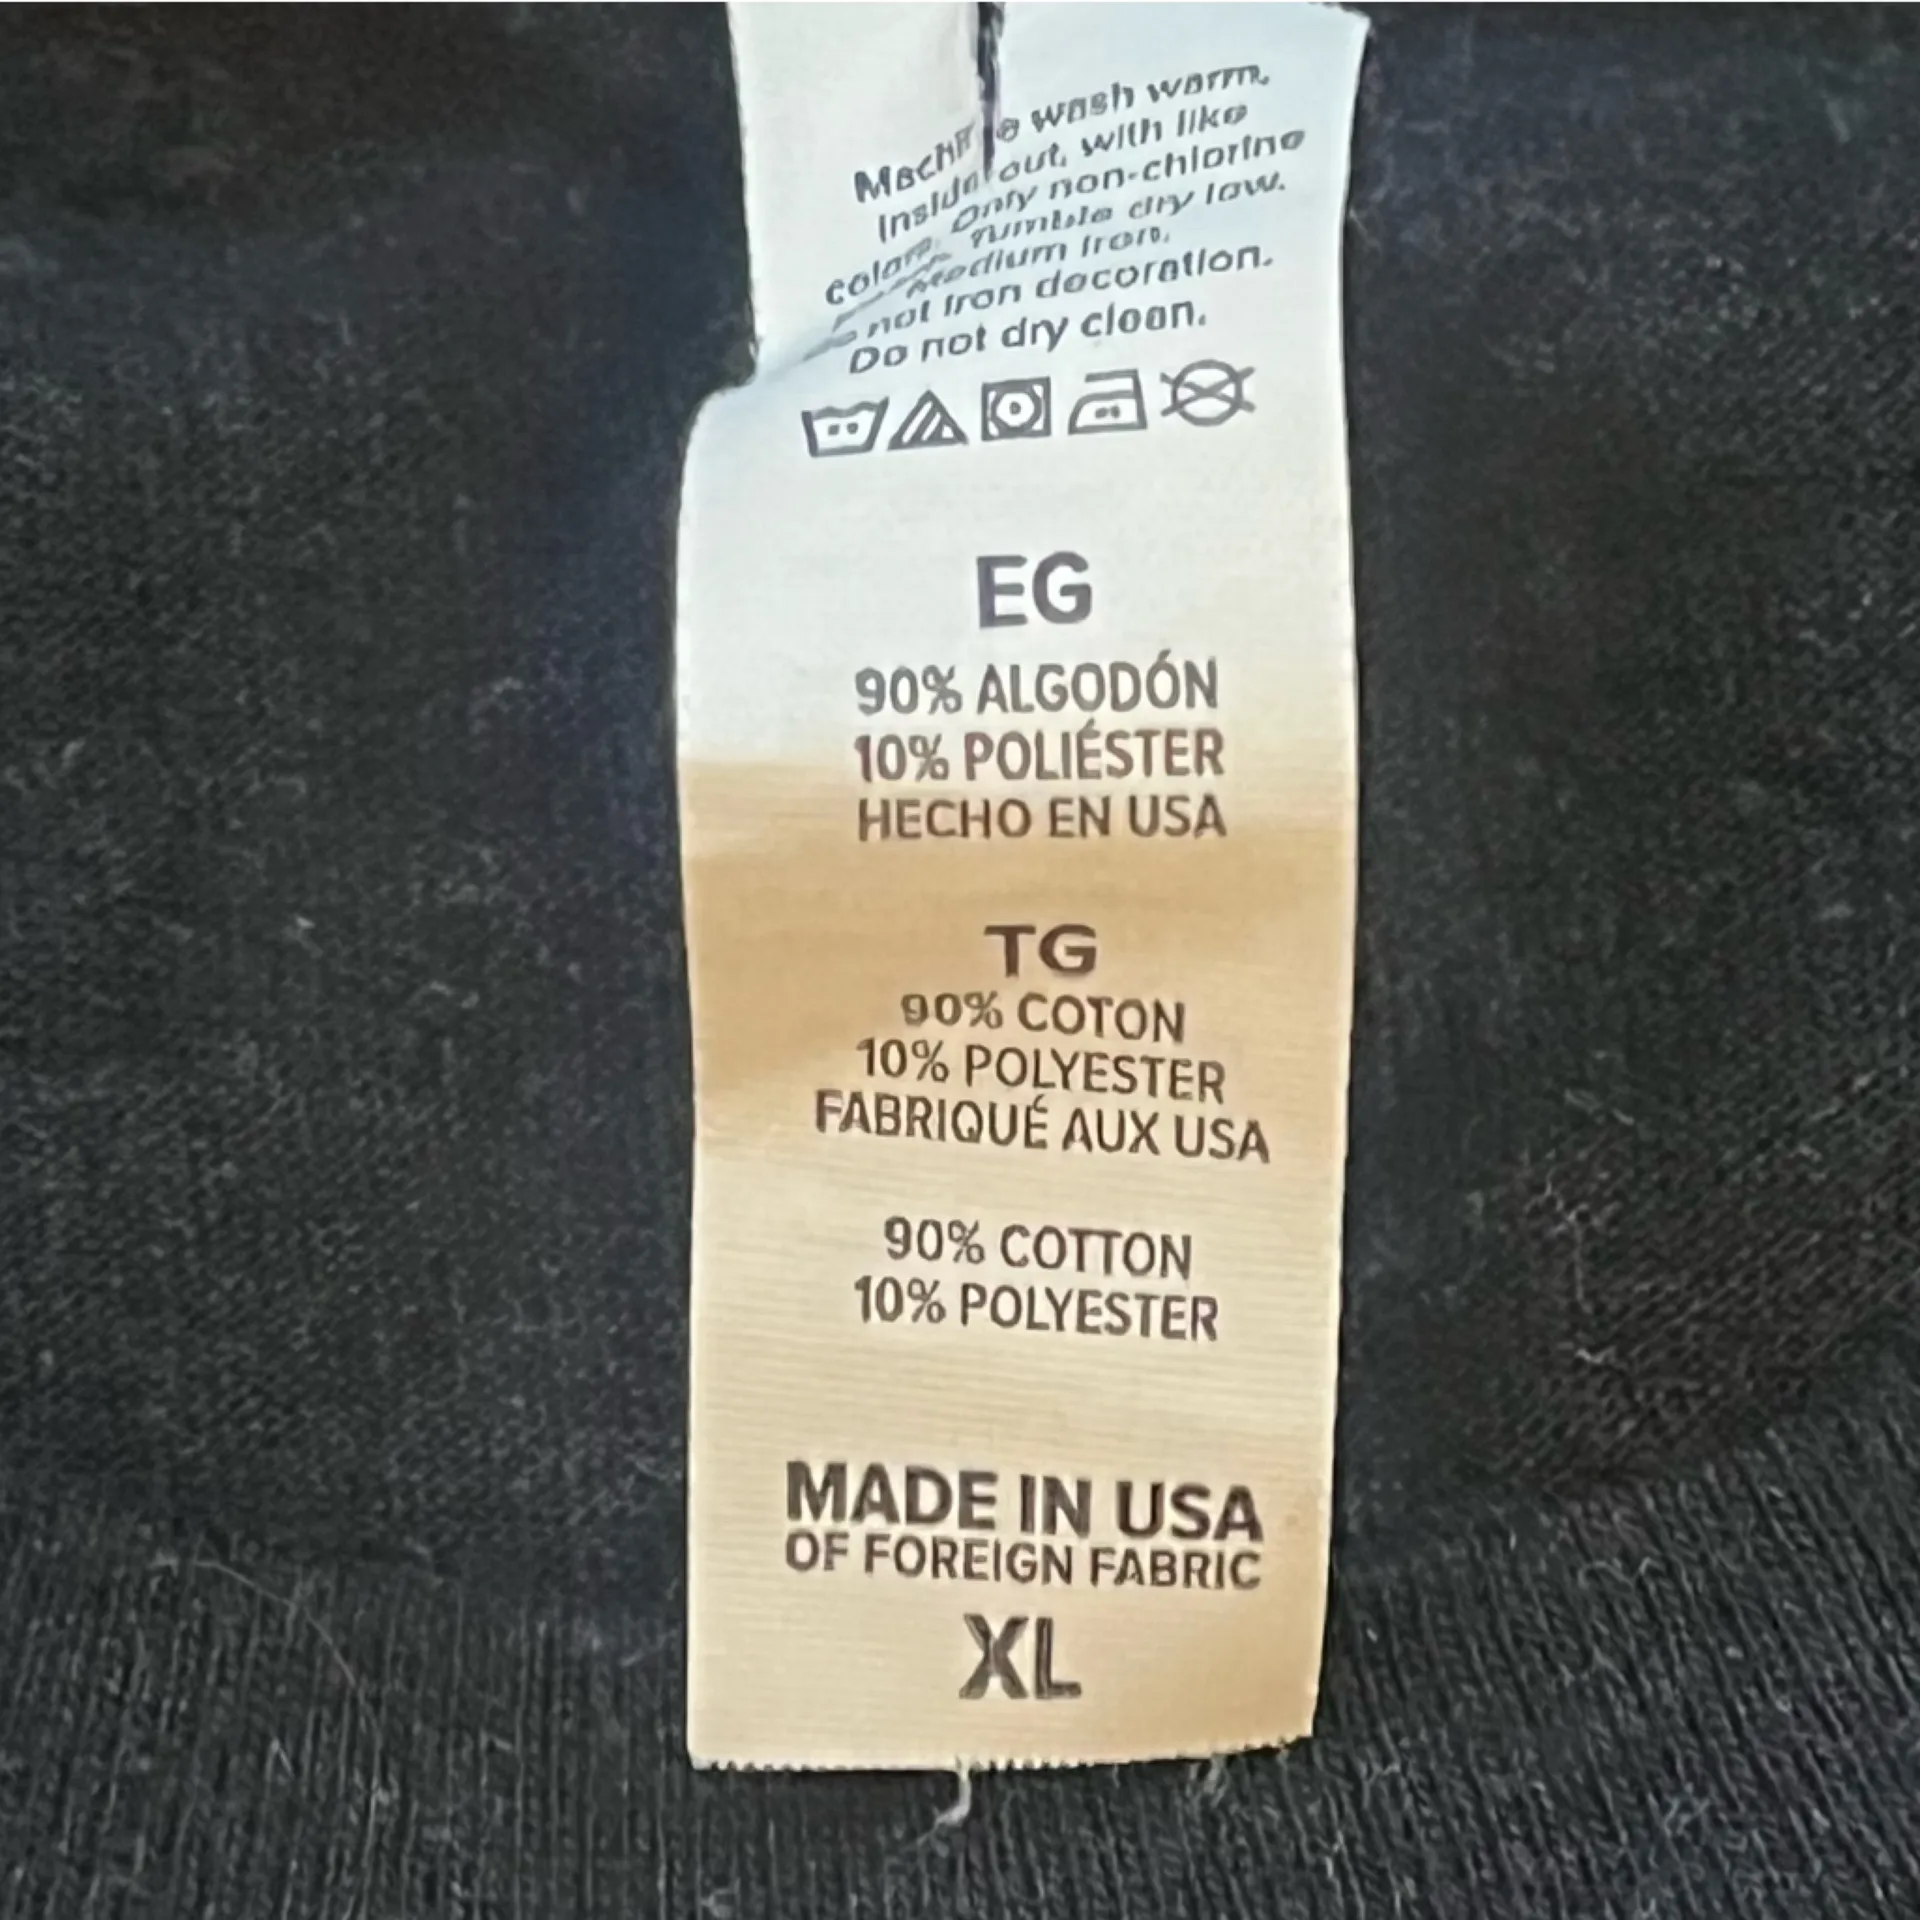 wash warm.
Inside out, with like
colors. Only non-chlorine
Tumble dry low.
Medium iron.
not iron decoration.
Do not dry clean.
EG
90% ALGODÓN
10% POLIÉSTER
HECHO EN USA
TG
90% COTON
10% POLYESTER
FABRIQUÉ AUX USA
90% COTTON
10% POLYESTER
MADE IN USA
OF FOREIGN FABRIC
XL